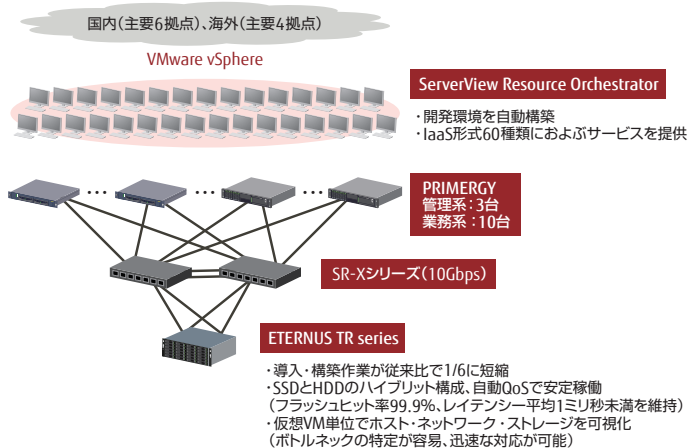 国内(主要6拠点)、海外(主要4拠点)
VMware vSphere
ServerView Resource Orchestrator
・開発環境を自動構築
・IaaS形式60種類におよぶサービスを提供
PRIMERGY
管理系：3台
業務系：10台
SR-Xシリーズ(10Gbps)
ETERNUS TR series
・導入・構築作業が従来比で1/6に短縮
・SSDとHDDのハイブリット構成、自動QoSで安定稼働
(フラッシュヒット率99.9%、レイテンシー平均1ミリ秒未満を維持)
・仮想VM単位でホスト・ネットワーク・ストレージを可視化
(ボトルネックの特定が容易、迅速な対応が可能)